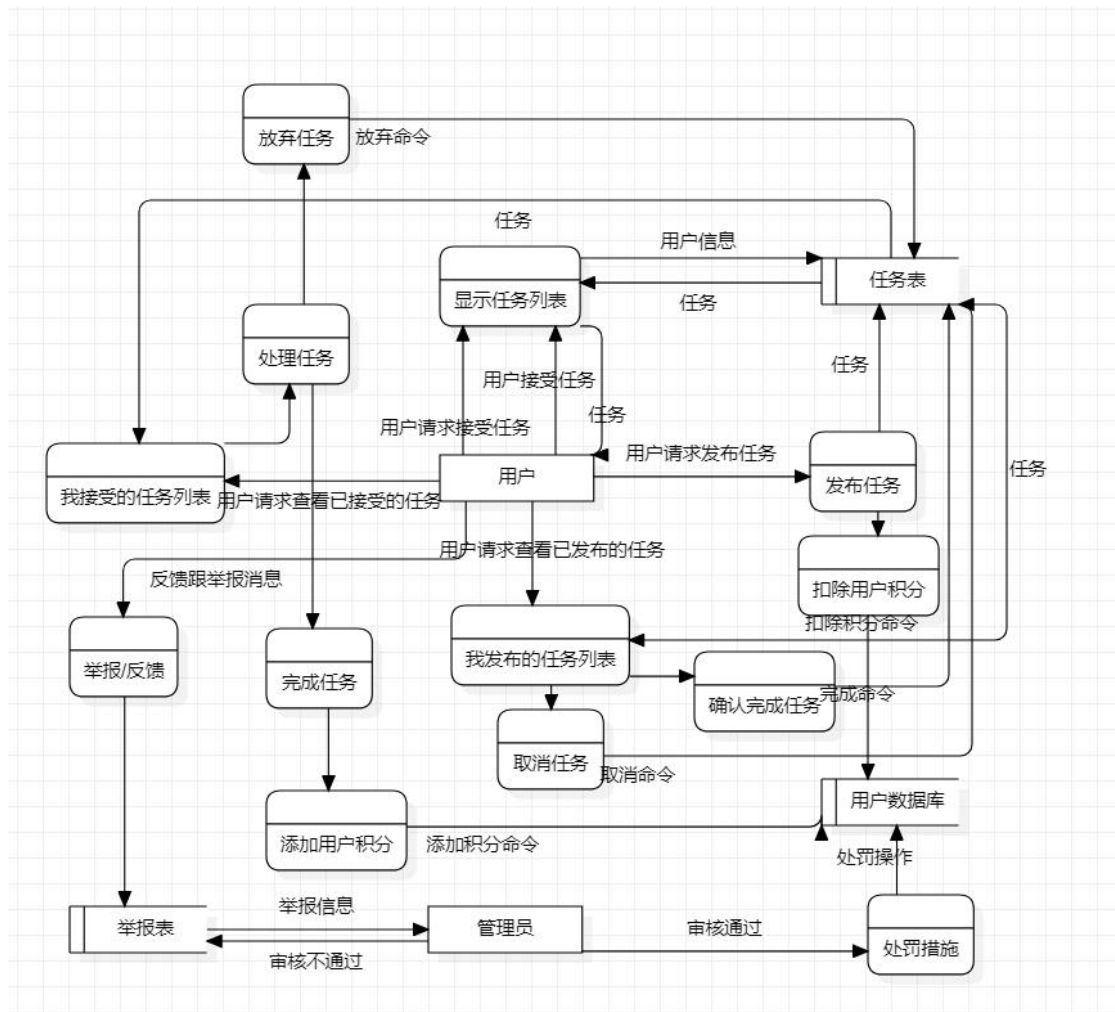 放弃任务
放弃命令
任务
用户信息
任务表
显示任务列表
任务
处理任务
用户接受任务
任务
任务
用户请求接受任务
用户请求发布任务
任务
用户
发布任务
我接受的任务列表
用户请求查看已接受的任务
用户请求查看已发布的任务
反馈跟举报消息
扣除用户积分
扣除积分命令
举报/反馈
我发布的任务列表
完成任务
确认完成任务
完成命令
取消任务
取消命令
用户数据库
添加用户积分
添加积分命令
处罚操作
举报信息
举报表
管理员
审核通过
处罚措施
审核不通过